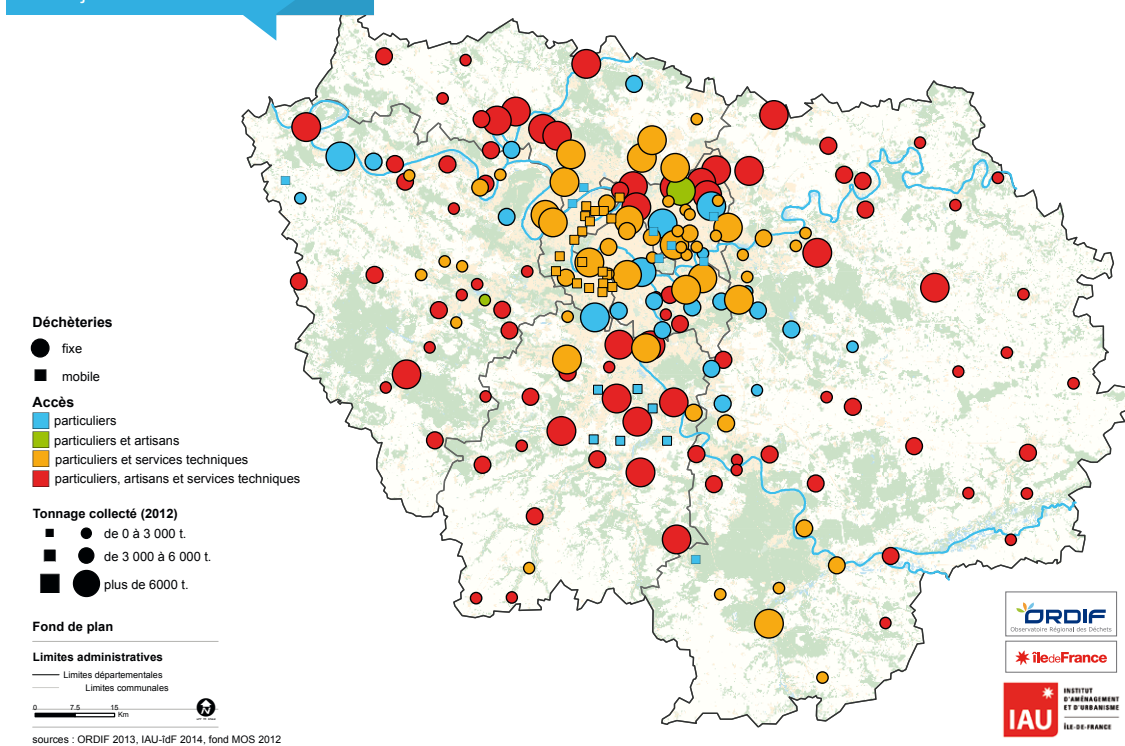 Déchèteries
fixe
mobile
Accès
particuliers
particuliers et artisans
particuliers et services techniques
particuliers, artisans et services techniques
Tonnage collecté (2012)
de 0 à 3 000 t.
de 3 000 à 6 000 t.
plus de 6000 t.
Fond de plan
Limites administratives
Limites départementales
Limites communales
0 7.5 15
Km
sources : ORDIF 2013, IAU-îdF 2014, fond MOS 2012
ORDIF
Observatoire Régional des Déchets
îledeFrance
IAU
INSTITUT
D'AMÉNAGEMENT
ET D'URBANISME
ÎLE-DE-FRANCE